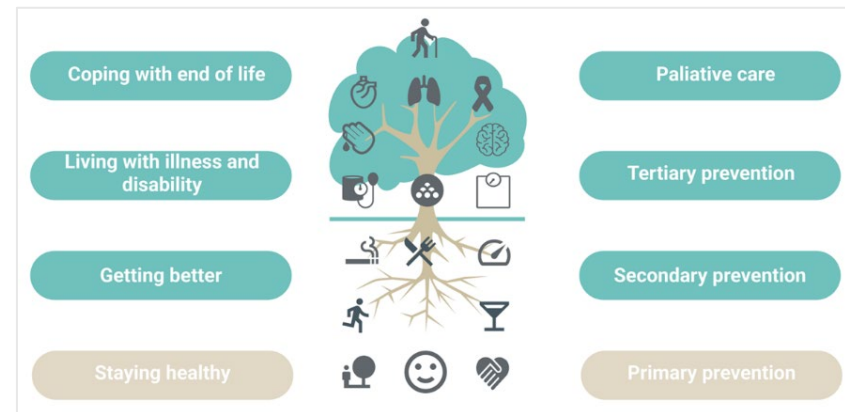 Coping with end of life
Paliative care
Living with illness and
disability
Tertiary prevention
Getting better
Secondary prevention
Staying healthy
Primary prevention